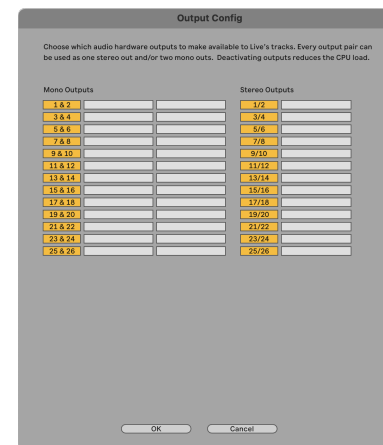 Output Config
Choose which audio hardware outputs to make available to Live's tracks. Every output pair can
be used as one stereo out and/or two mono outs. Deactivating outputs reduces the CPU load.
Mono Outputs Stereo Outputs
1 & 2 1/2
3 & 4 3/4
5 & 6 5/6
7 & 8 7/8
9 & 10 9/10
11 & 12 11/12
13 & 14 13/14
15 & 16 15/16
17 & 18 17/18
19 & 20 19/20
21 & 22 21/22
23 & 24 23/24
25 & 26 25/26
OK Cancel